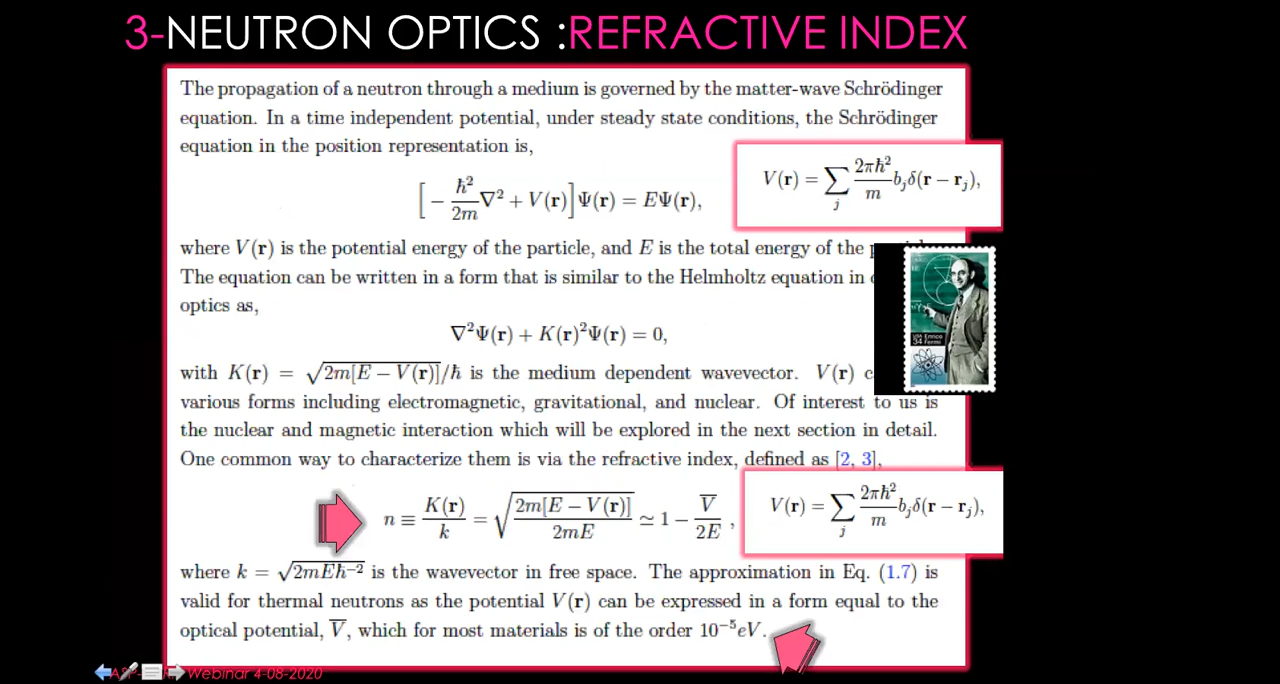 3-NEUTRON OPTICS :REFRACTIVE INDEX
The propagation of a neutron through a medium is governed by the matter-wave Schrödinger
equation. In a time independent potential, under steady state conditions, the Schrödinger
equation in the position representation is,
V(r) = ∑_j 2πℏ²/m b_jδ(r − r_j),
[ − ℏ²/2m ∇² + V(r)]Ψ(r) = EΨ(r),
where V(r) is the potential energy of the particle, and E is the total energy of the
The equation can be written in a form that is similar to the Helmholtz equation in
optics as,
∇²Ψ(r) + K(r)²Ψ(r) = 0,
with K(r) = √2m[E − V(r)]/ℏ is the medium dependent wavevector. V(r)
various forms including electromagnetic, gravitational, and nuclear. Of interest to us is
the nuclear and magnetic interaction which will be explored in the next section in detail.
One common way to characterize them is via the refractive index, defined as [2, 3],
n ≡ K(r)/k = √(2m[E − V(r)]/2mE) ≃ 1 − V̅/2E ,
V(r) = ∑_j 2πℏ²/m b_jδ(r − r_j),
where k = √2mEℏ⁻² is the wavevector in free space. The approximation in Eq. (1.7) is
valid for thermal neutrons as the potential V(r) can be expressed in a form equal to the
optical potential, V̅, which for most materials is of the order 10⁻⁵eV.
Webinar 4-08-2020